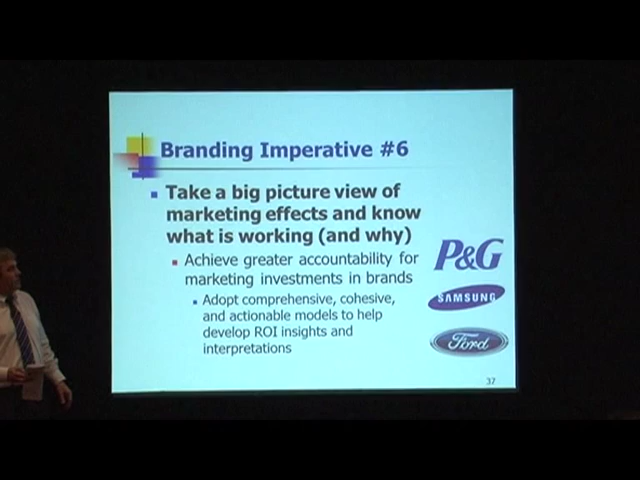 Branding Imperative #6
Take a big picture view of
marketing effects and know
what is working (and why)
Achieve greater accountability for
marketing investments in brands
Adopt comprehensive, cohesive,
and actionable models to help
develop ROI insights and
interpretations
P&G
SAMSUNG
Ford
37